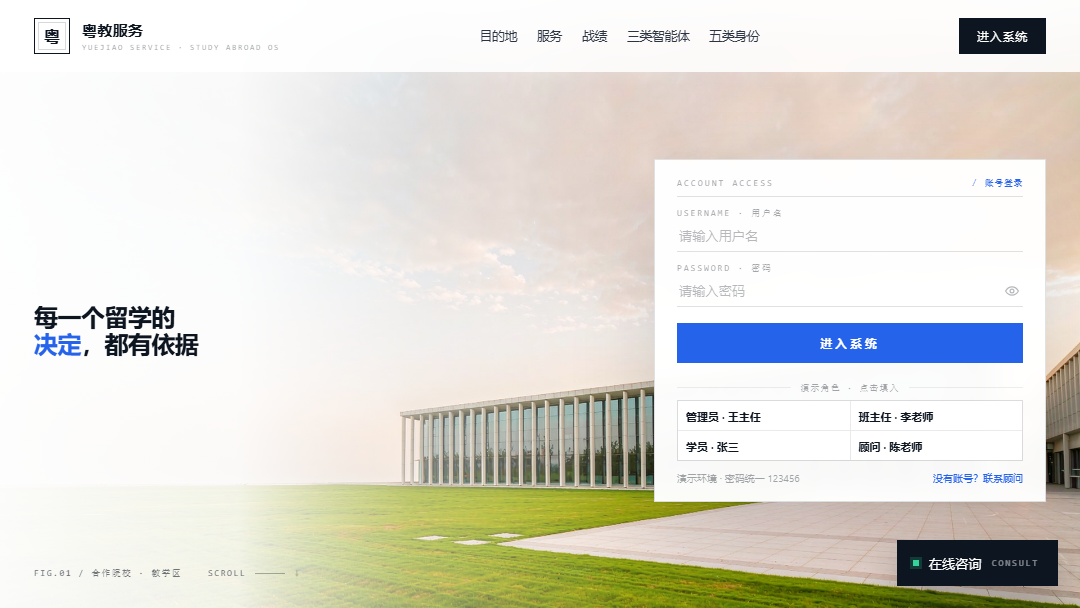 粤 粤教服务
YUEJIAO SERVICE · STUDY ABROAD OS
目的地 服务 战绩 三类智能体 五类身份
进入系统
ACCOUNT ACCESS / 账号登录
USERNAME · 用户名
请输入用户名
PASSWORD · 密码
请输入密码
进入系统
演示角色 · 点击填入
管理员 · 王主任 班主任 · 李老师
学员 · 张三 顾问 · 陈老师
演示环境 · 密码统一 123456 没有账号? 联系顾问
每一个留学的
决定，都有依据
FIG.01 / 合作院校 · 教学区 SCROLL ↓
在线咨询 CONSULT